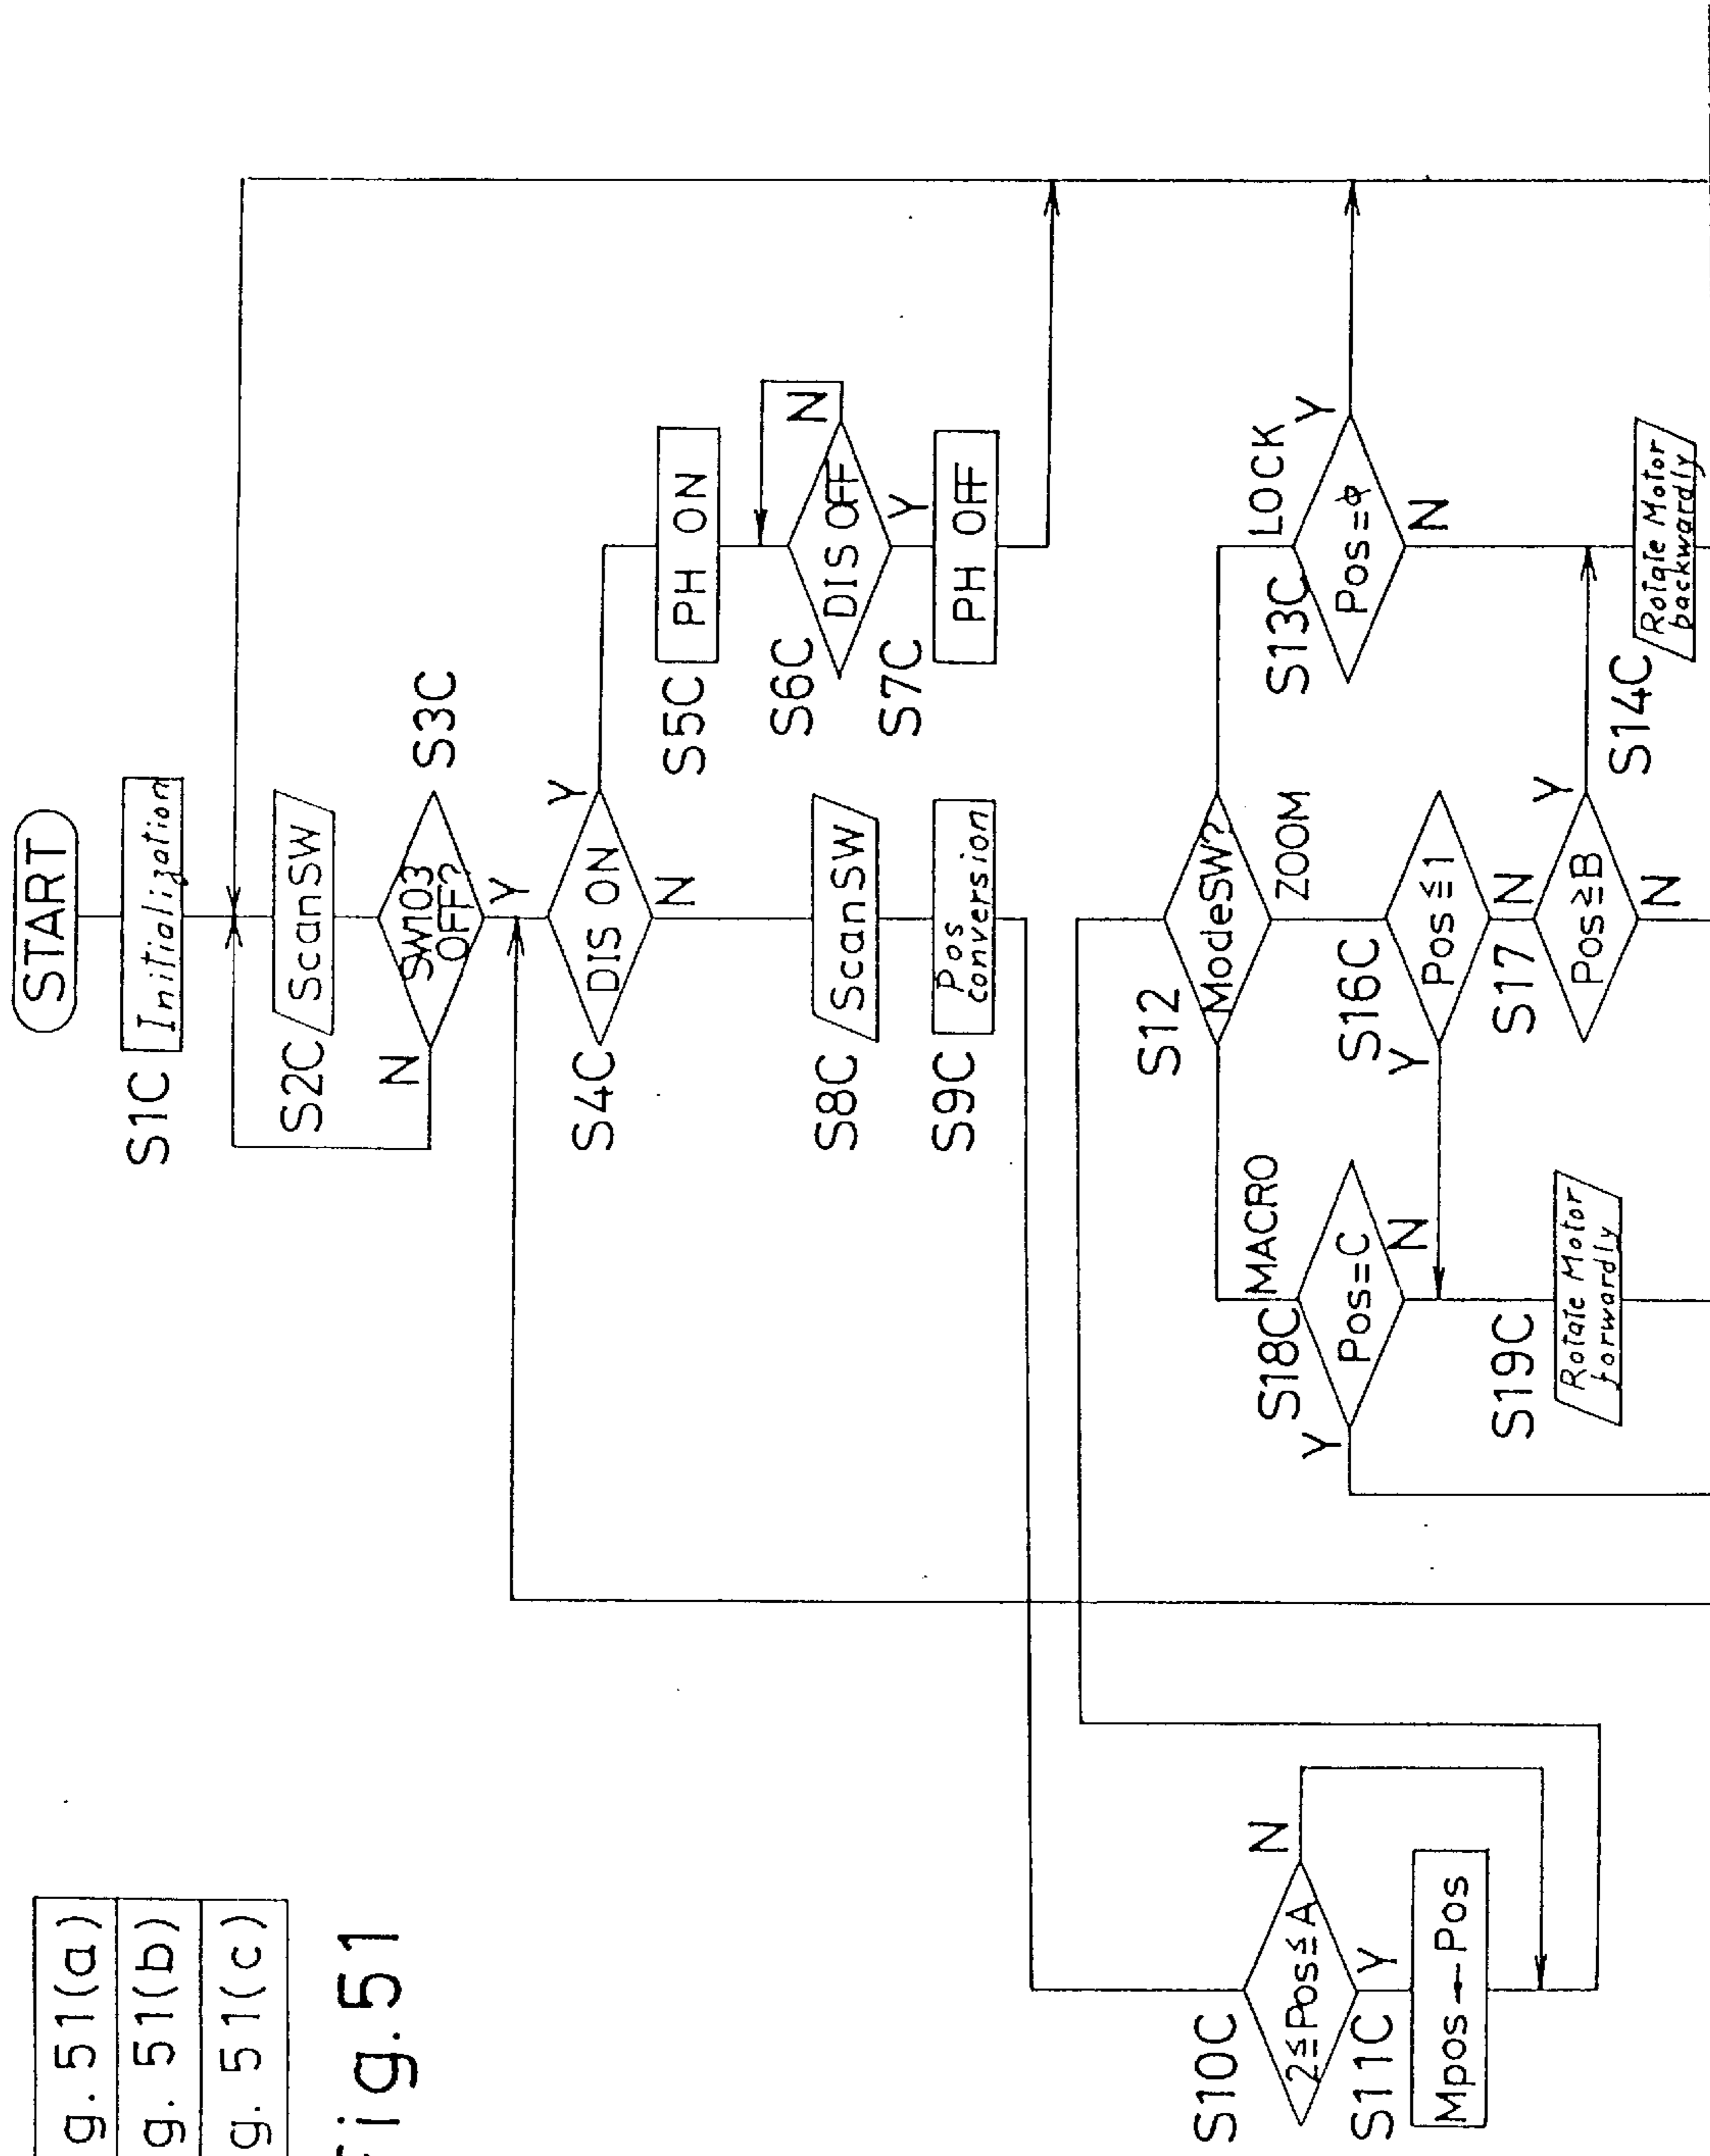 START
S1C
Initialization
S2C
ScanSW
S3C
SW103
OFF?
N
Y
S4C
DIS ON
Y
N
S5C
PH ON
S6C
DIS OFF
N
Y
S7C
PH OFF
S8C
ScanSW
S9C
Pos
conversion
S10C
2≦Pos≦A
N
Y
S11C
Mpos←Pos
S12
ModeSW?
MACRO
ZOOM
LOCK
S13C
Pos=φ
Y
N
S14C
Rotate Motor
backwardly
S16C
Pos≦1
Y
N
S17
Pos≧B
Y
N
S18C
Pos=C
Y
N
S19C
Rotate Motor
forwardly
g. 51(a)
g. 51(b)
g. 51(c)
Fig. 51